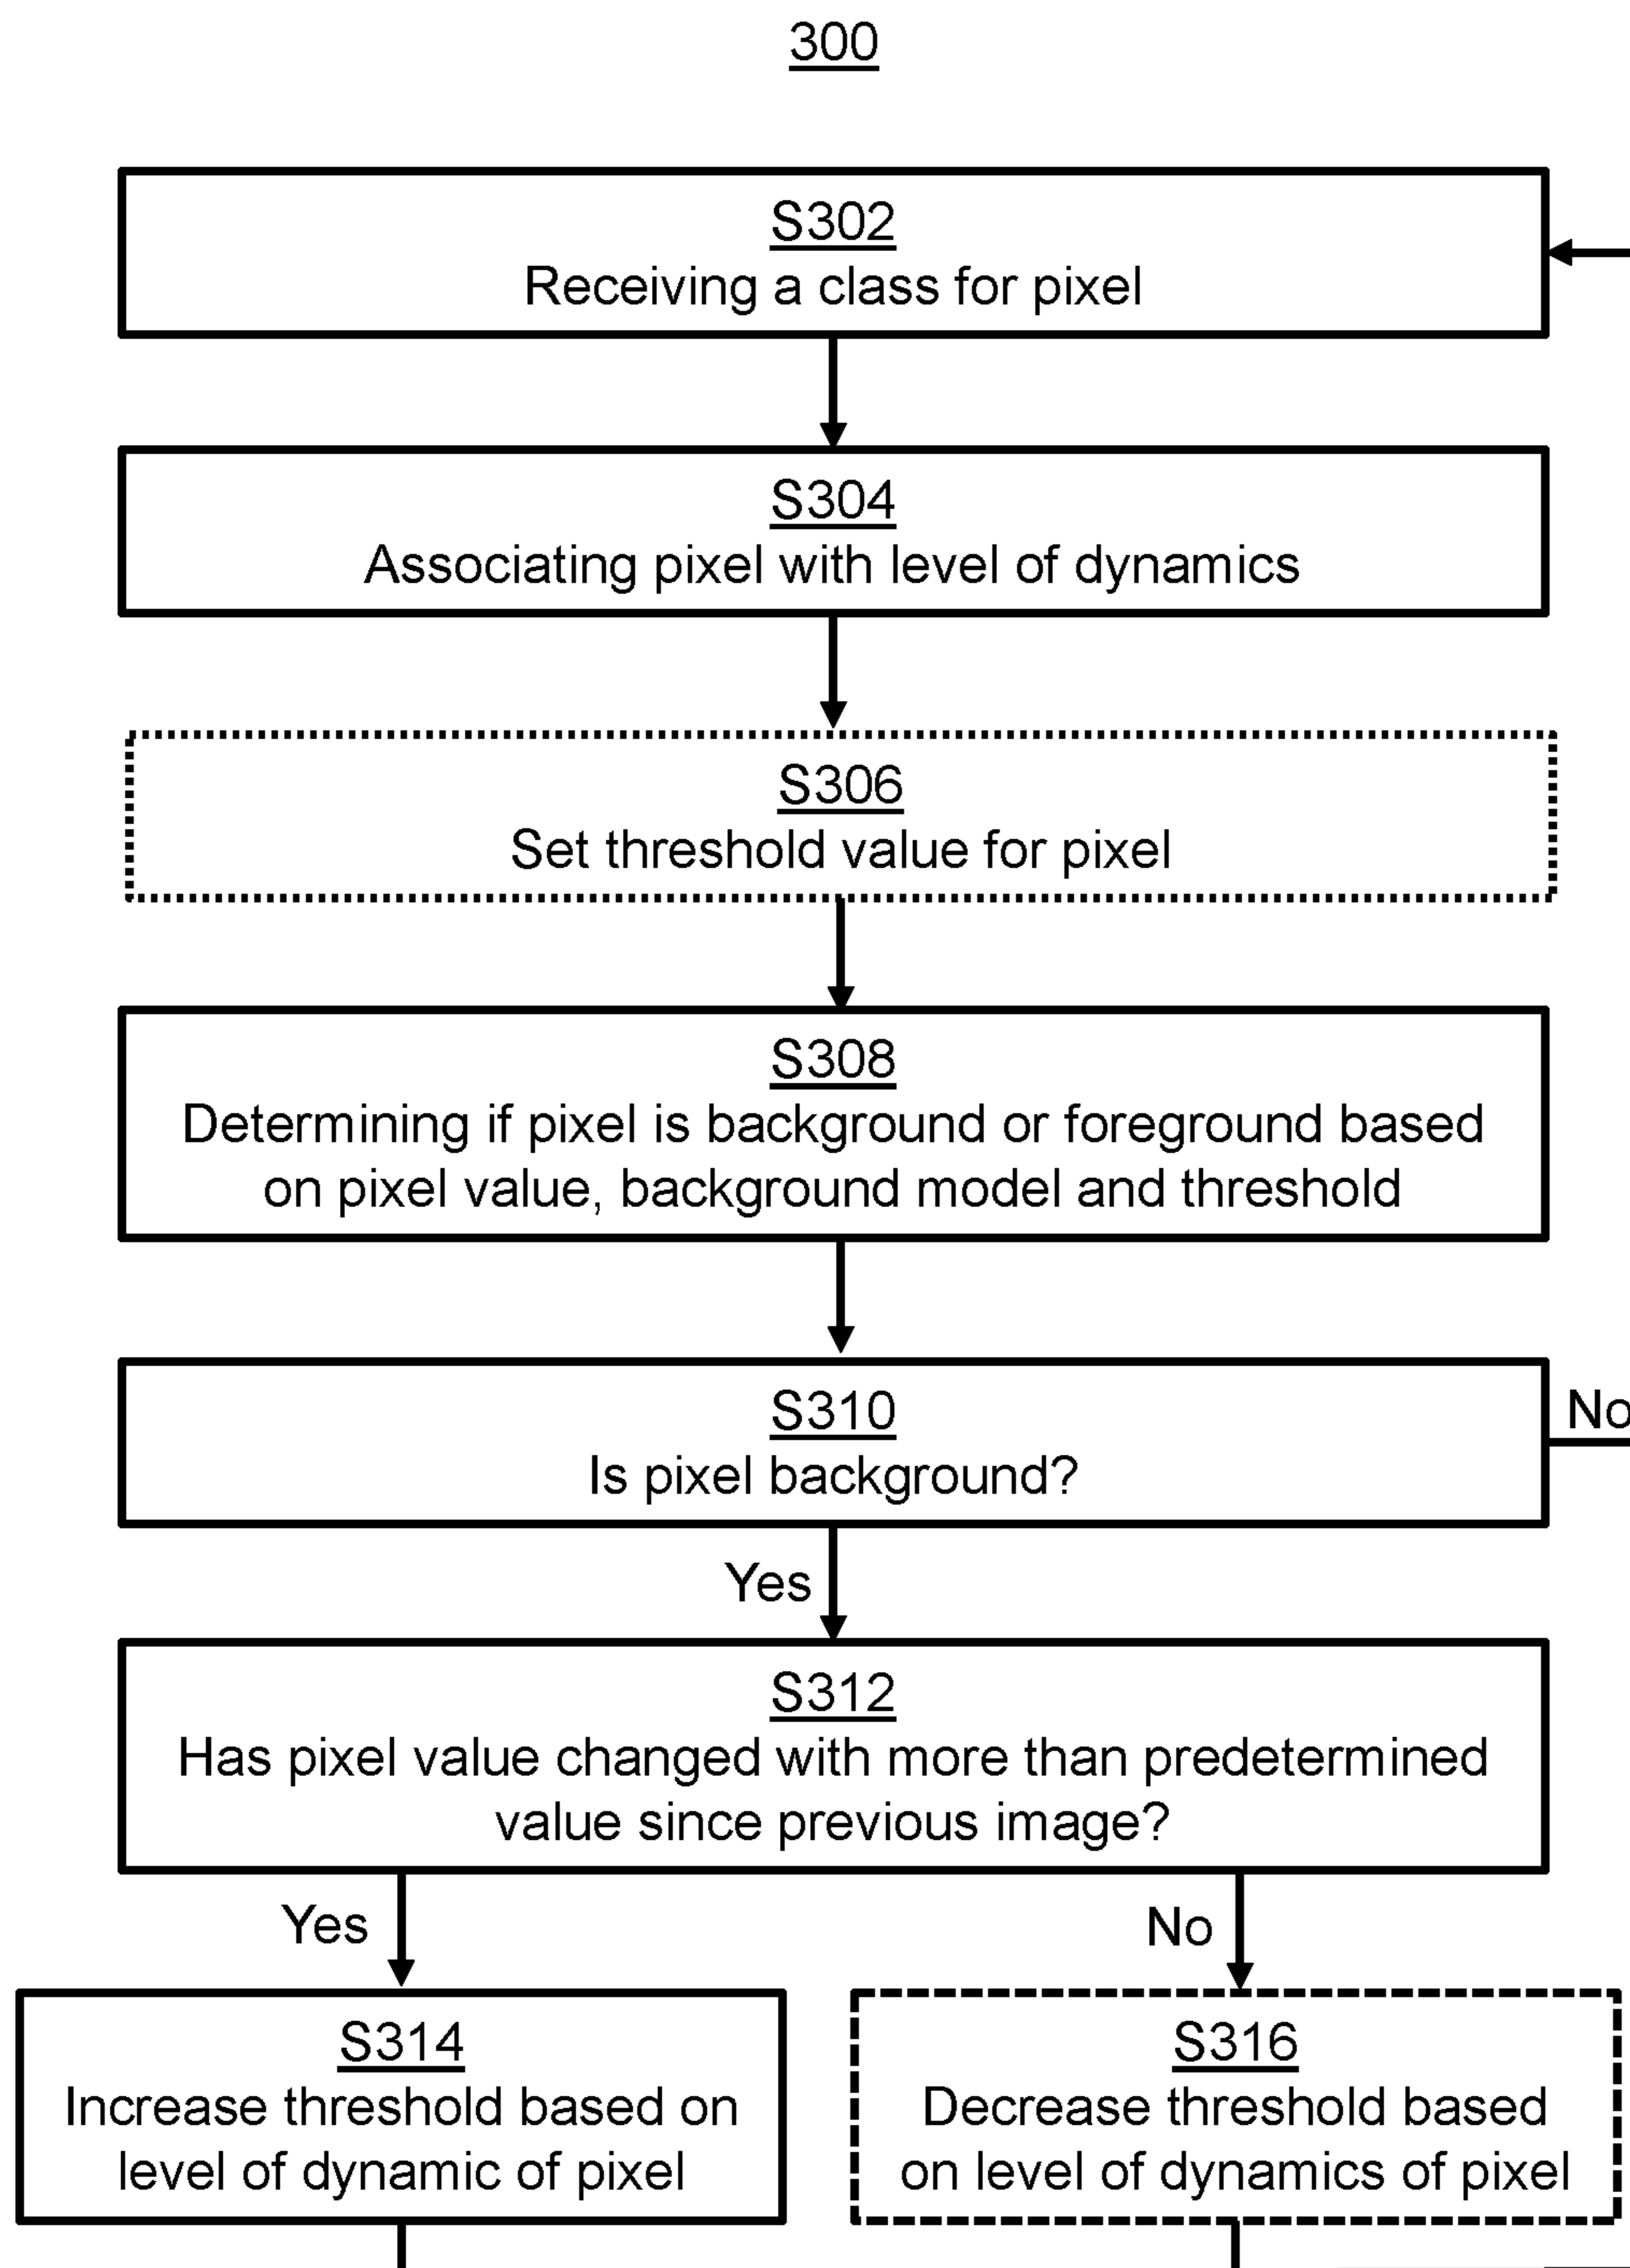 300
S302
Receiving a class for pixel
S304
Associating pixel with level of dynamics
S306
Set threshold value for pixel
S308
Determining if pixel is background or foreground based
on pixel value, background model and threshold
S310
Is pixel background?
No
Yes
S312
Has pixel value changed with more than predetermined
value since previous image?
Yes
No
S314
Increase threshold based on
level of dynamic of pixel
S316
Decrease threshold based
on level of dynamics of pixel